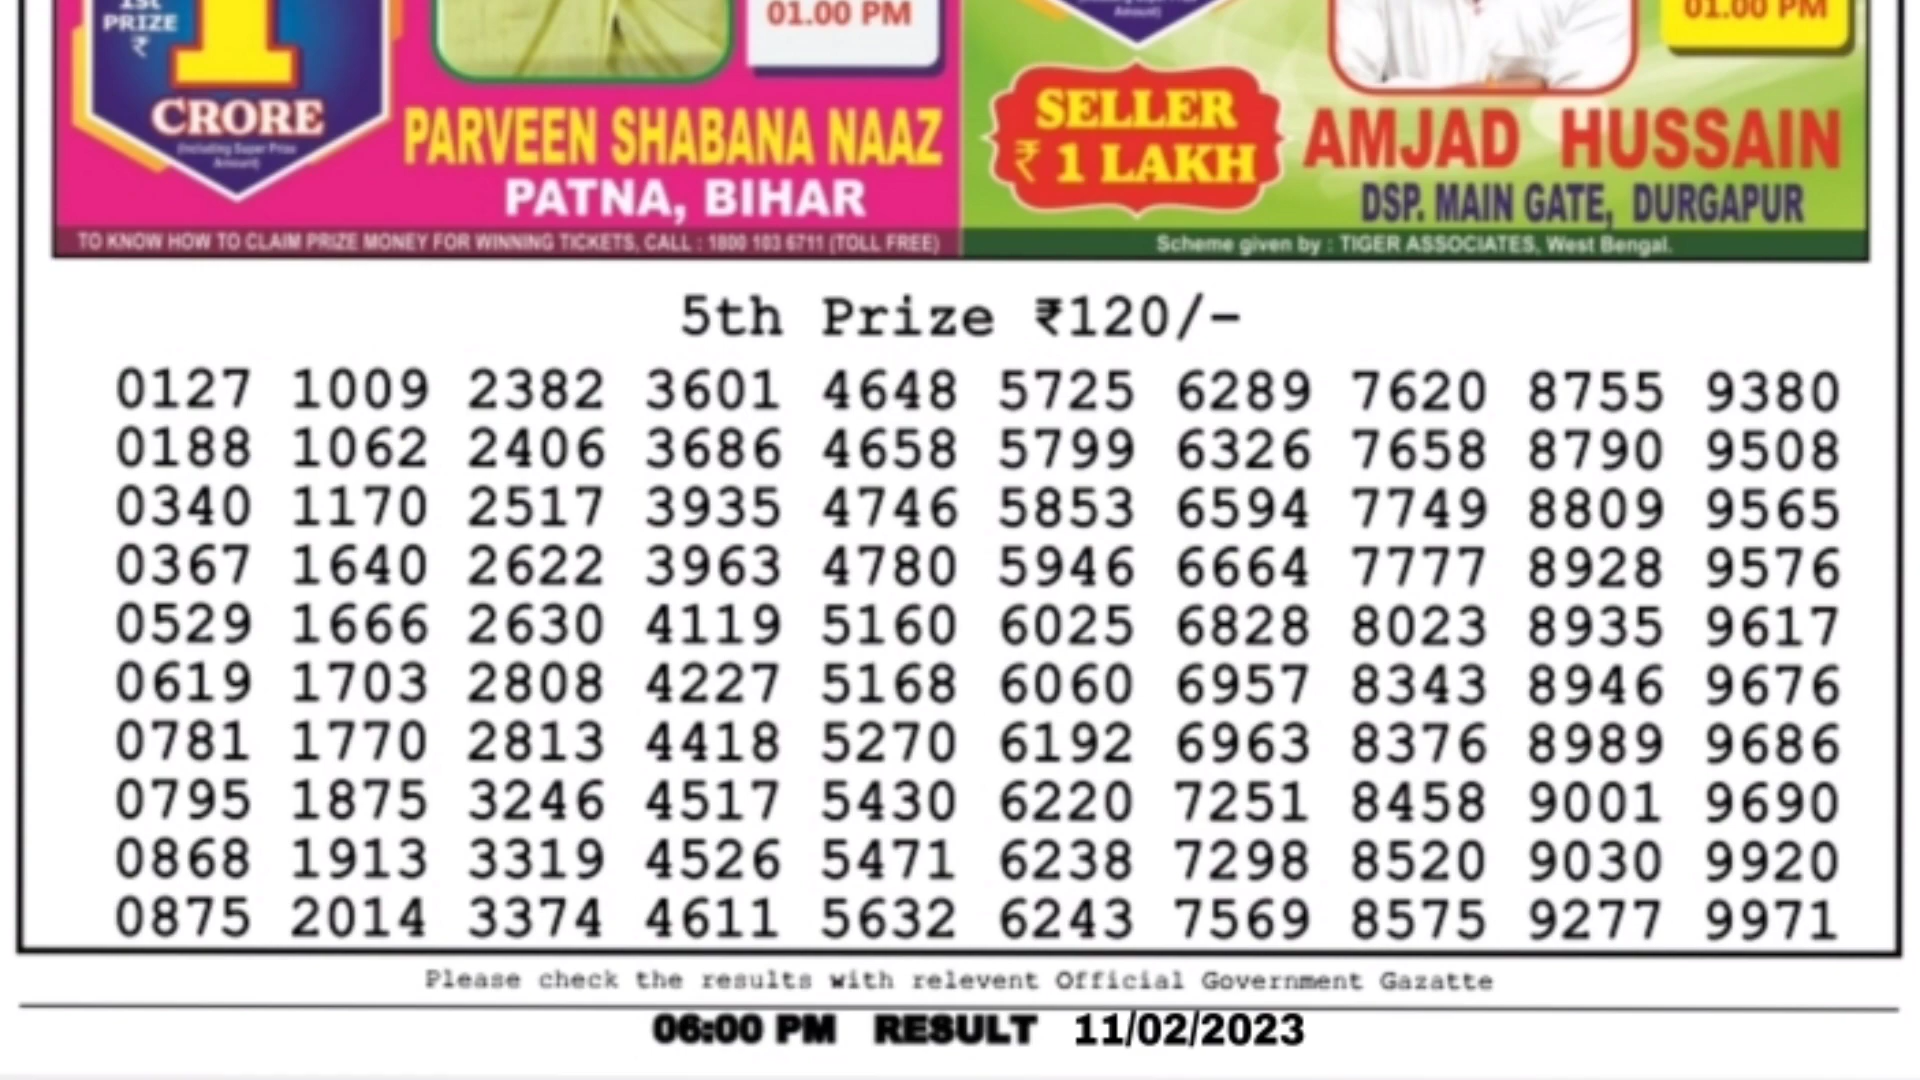 1st
PRIZE
₹
1
CRORE
(Including Super Prize
Amount)
01.00 PM
PARVEEN SHABANA NAAZ
PATNA, BIHAR
TO KNOW HOW TO CLAIM PRIZE MONEY FOR WINNING TICKETS, CALL : 1800 103 6711 (TOLL FREE)
Amount)
01.00 PM
SELLER
₹ 1 LAKH
AMJAD HUSSAIN
DSP. MAIN GATE, DURGAPUR
Scheme given by : TIGER ASSOCIATES, West Bengal.
5th Prize ₹120/-
0127 1009 2382 3601 4648 5725 6289 7620 8755 9380
0188 1062 2406 3686 4658 5799 6326 7658 8790 9508
0340 1170 2517 3935 4746 5853 6594 7749 8809 9565
0367 1640 2622 3963 4780 5946 6664 7777 8928 9576
0529 1666 2630 4119 5160 6025 6828 8023 8935 9617
0619 1703 2808 4227 5168 6060 6957 8343 8946 9676
0781 1770 2813 4418 5270 6192 6963 8376 8989 9686
0795 1875 3246 4517 5430 6220 7251 8458 9001 9690
0868 1913 3319 4526 5471 6238 7298 8520 9030 9920
0875 2014 3374 4611 5632 6243 7569 8575 9277 9971
Please check the results with relevent Official Government Gazatte
06:00 PM RESULT 11/02/2023